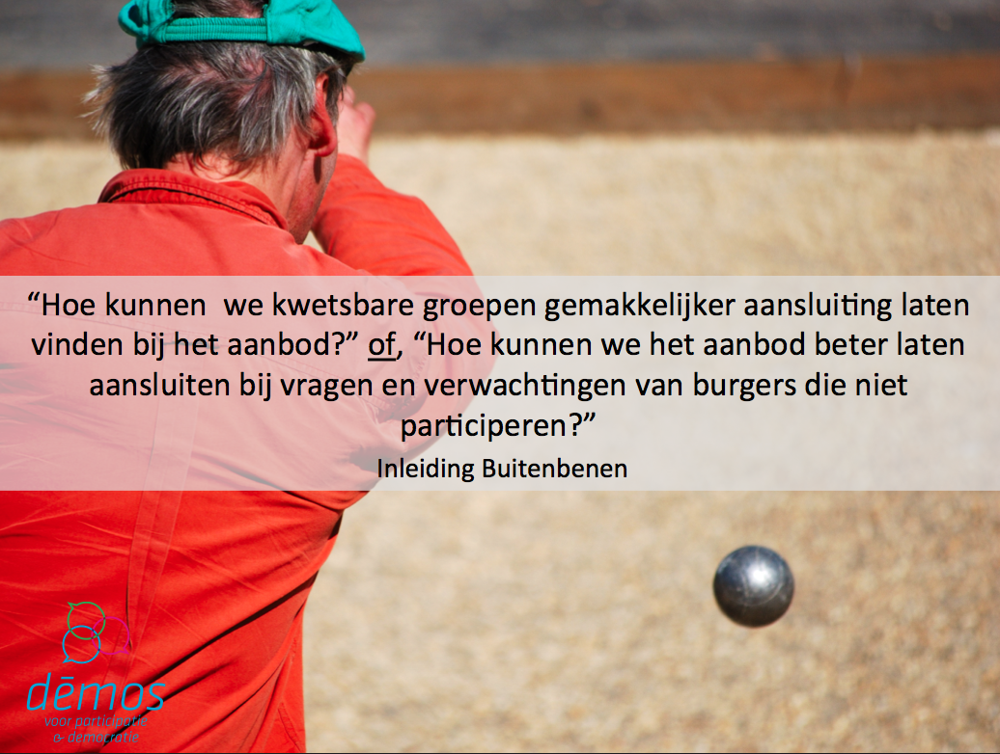 “Hoe kunnen  we kwetsbare groepen gemakkelijker aansluiting laten
vinden bij het aanbod?” of, “Hoe kunnen we het aanbod beter laten
aansluiten bij vragen en verwachtingen van burgers die niet
participeren?”
Inleiding Buitenbenen
dēmos
voor participatie
& democratie